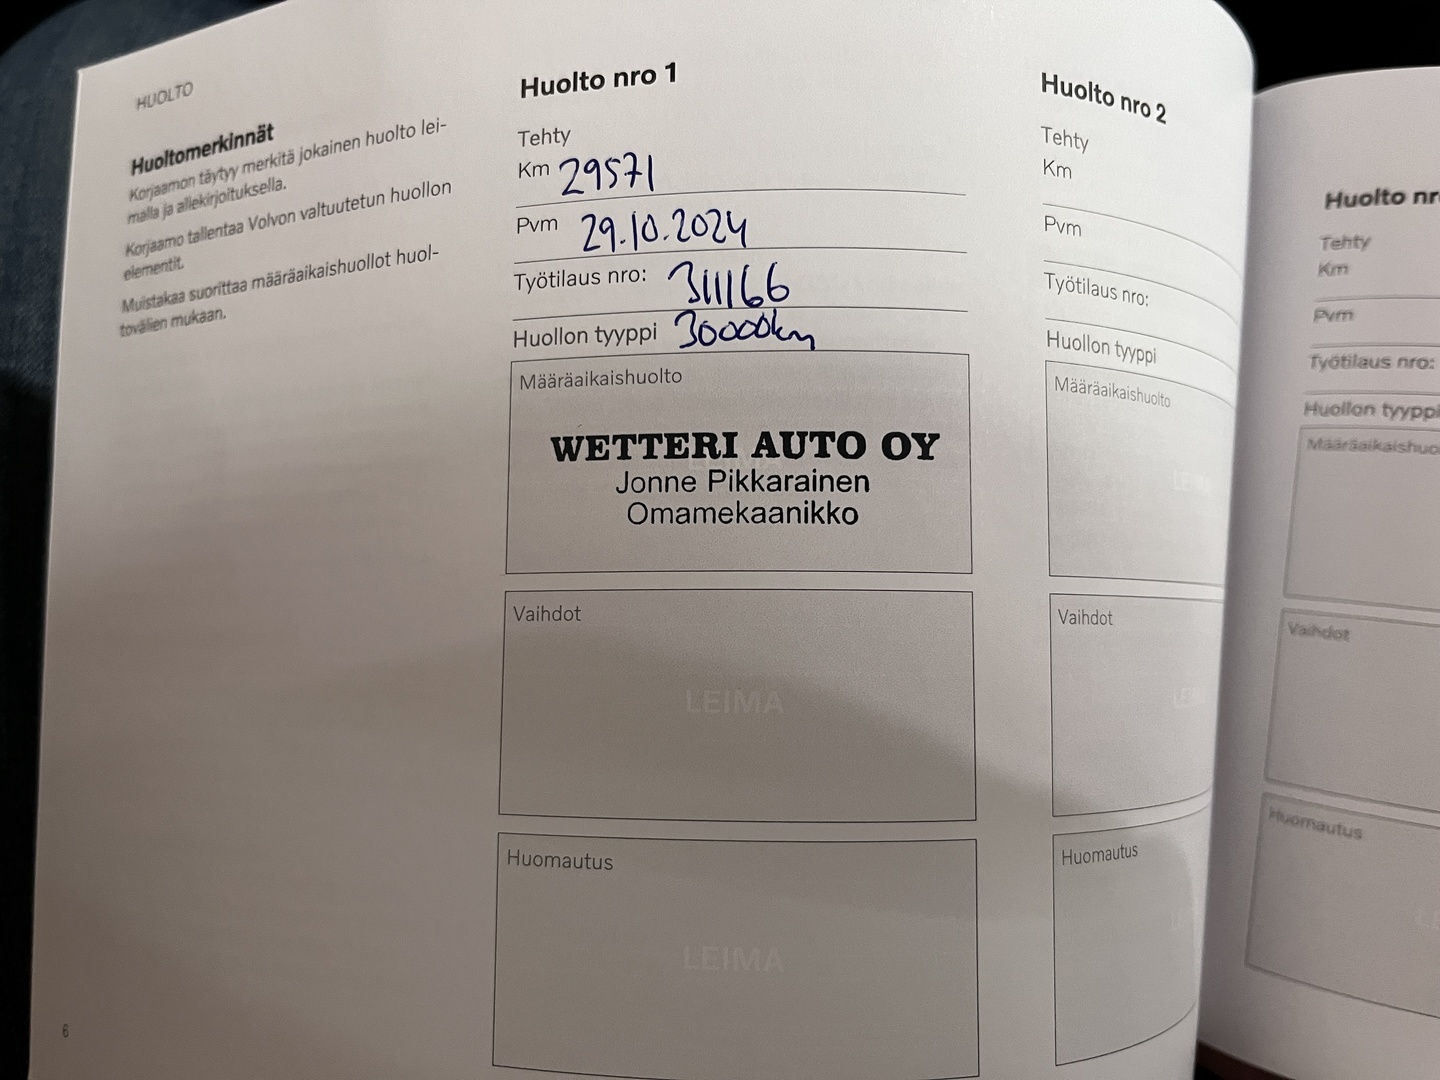 HUOLTO
Huoltomerkinnät
Korjaamon täytyy merkitä jokainen huolto lei-
malla ja allekirjoituksella.
Korjaamo tallentaa Volvon valtuutetun huollon
elementit.
Muistakaa suorittaa määräaikaishuollot huol-
tovälien mukaan.
6
Huolto nro 1
Tehty
Km 29571
Pvm 29.10.2024
Työtilaus nro: 311166
Huollon tyyppi 30000km
Määräaikaishuolto
WETTERI AUTO OY
Jonne Pikkarainen
Omamekaanikko
Vaihdot
LEIMA
Huomautus
LEIMA
Huolto nro 2
Tehty
Km
Pvm
Työtilaus nro:
Huollon tyyppi
Määräaikaishuolto
Vaihdot
Huomautus
Huolto nr
Tehty
Km
Pvm
Työtilaus nro:
Huollon tyyppi
Määräaikaishuo
Vaihdot
Huomautus